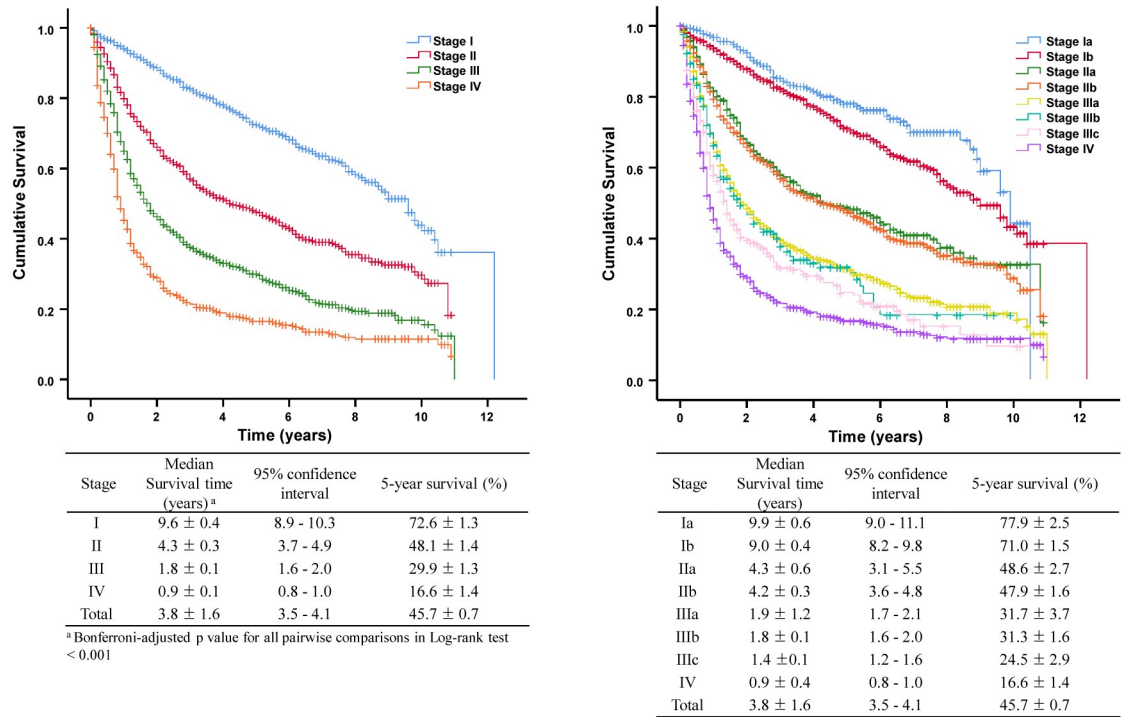 Cumulative Survival
1.0
0.8
0.6
0.4
0.2
0.0
0 2 4 6 8 10 12
Time (years)
Stage I
Stage II
Stage III
Stage IV
Stage
Median Survival time (years) a
95% confidence interval
5-year survival (%)
I 9.6 ± 0.4 8.9 - 10.3 72.6 ± 1.3
II 4.3 ± 0.3 3.7 - 4.9 48.1 ± 1.4
III 1.8 ± 0.1 1.6 - 2.0 29.9 ± 1.3
IV 0.9 ± 0.1 0.8 - 1.0 16.6 ± 1.4
Total 3.8 ± 1.6 3.5 - 4.1 45.7 ± 0.7
a Bonferroni-adjusted p value for all pairwise comparisons in Log-rank test
< 0.001
Cumulative Survival
1.0
0.8
0.6
0.4
0.2
0.0
0 2 4 6 8 10 12
Time (years)
Stage Ia
Stage Ib
Stage IIa
Stage IIb
Stage IIIa
Stage IIIb
Stage IIIc
Stage IV
Stage
Median Survival time (years)
95% confidence interval
5-year survival (%)
Ia 9.9 ± 0.6 9.0 - 11.1 77.9 ± 2.5
Ib 9.0 ± 0.4 8.2 - 9.8 71.0 ± 1.5
IIa 4.3 ± 0.6 3.1 - 5.5 48.6 ± 2.7
IIb 4.2 ± 0.3 3.6 - 4.8 47.9 ± 1.6
IIIa 1.9 ± 1.2 1.7 - 2.1 31.7 ± 3.7
IIIb 1.8 ± 0.1 1.6 - 2.0 31.3 ± 1.6
IIIc 1.4 ±0.1 1.2 - 1.6 24.5 ± 2.9
IV 0.9 ± 0.4 0.8 - 1.0 16.6 ± 1.4
Total 3.8 ± 1.6 3.5 - 4.1 45.7 ± 0.7